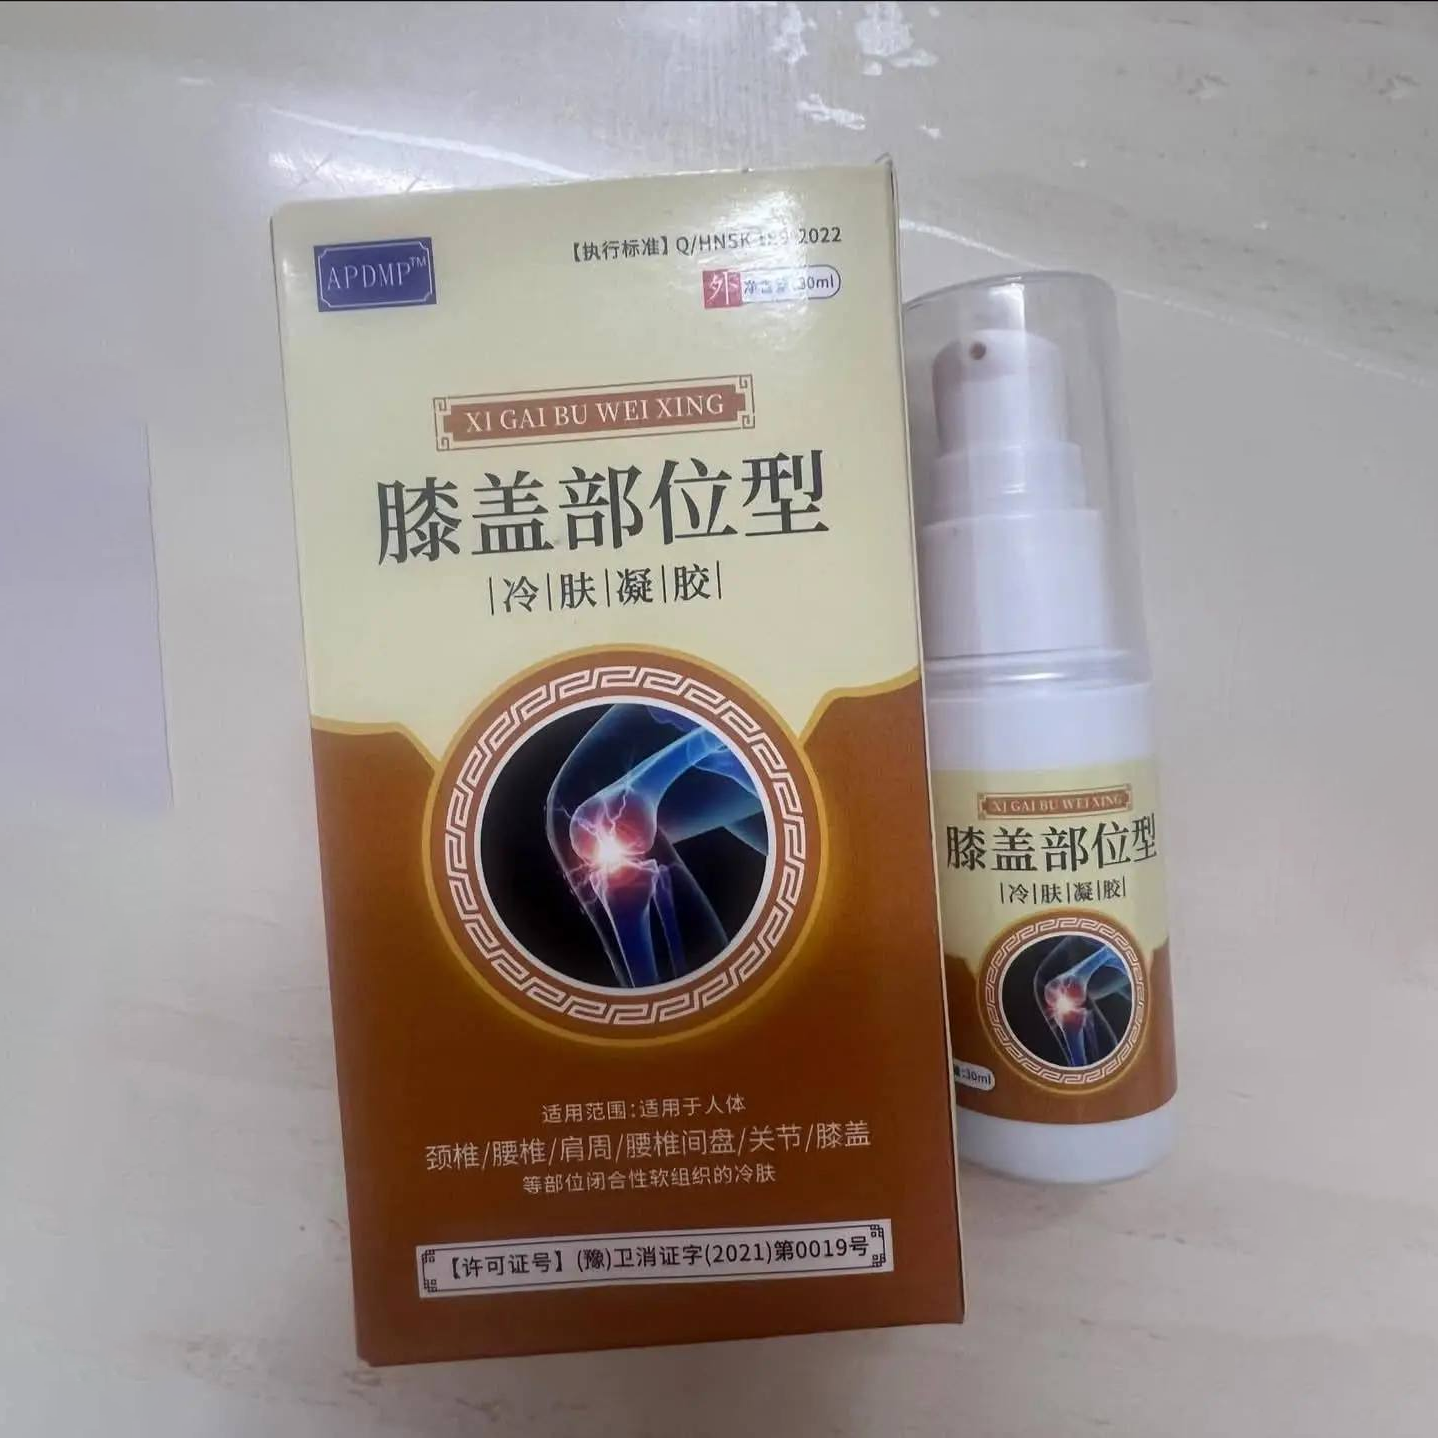 APDMP™
【执行标准】Q/HNSK 2022
外 净含量:30ml
XI GAI BU WEI XING
膝盖部位型
|冷|肤|凝|胶|
适用范围:适用于人体
颈椎/腰椎/肩周/腰椎间盘/关节/膝盖
等部位闭合性软组织的冷肤
【许可证号】(豫)卫消证字(2021)第0019号
XI GAI BU WEI XING
膝盖部位型
|冷|肤|凝|胶|
:30ml